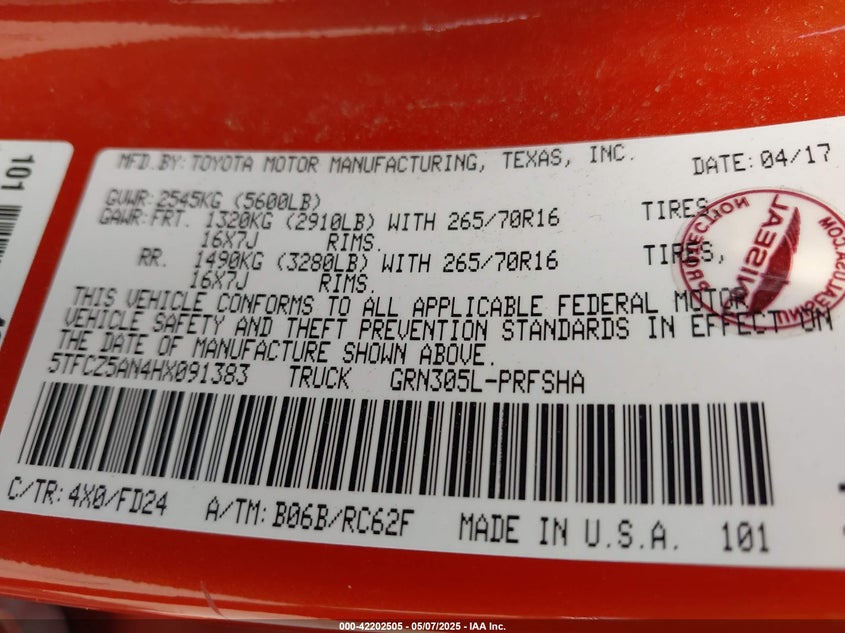 101
MFD.BY:TOYOTA MOTOR MANUFACTURING, TEXAS, INC. DATE:04/17
GVWR:2545KG (5600LB)
GAWR:FRT. 1320KG (2910LB) WITH 265/70R16 TIRES,
16X7J RIMS.
RR. 1490KG (3280LB) WITH 265/70R16 TIRES,
16X7J RIMS.
THIS VEHICLE CONFORMS TO ALL APPLICABLE FEDERAL MOTOR
VEHICLE SAFETY AND THEFT PREVENTION STANDARDS IN EFFECT ON
THE DATE OF MANUFACTURE SHOWN ABOVE.
5TFCZ5AN4HX091383 TRUCK GRN305L-PRFSHA
C/TR:4X0/FD24 A/TM:B06B/RC62F MADE IN U.S.A. 101
PROTECTION
000-42202505 — 05/07/2025 — IAA Inc.